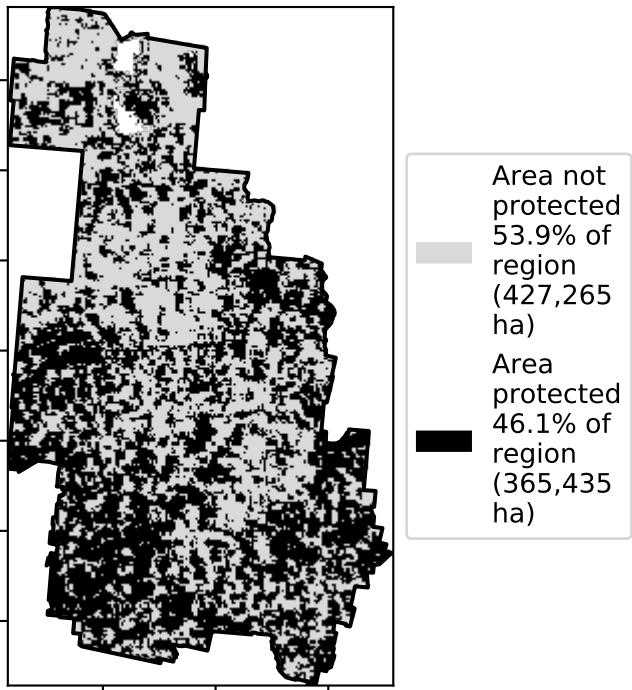 Area not
protected
53.9% of
region
(427,265
ha)
Area
protected
46.1% of
region
(365,435
ha)